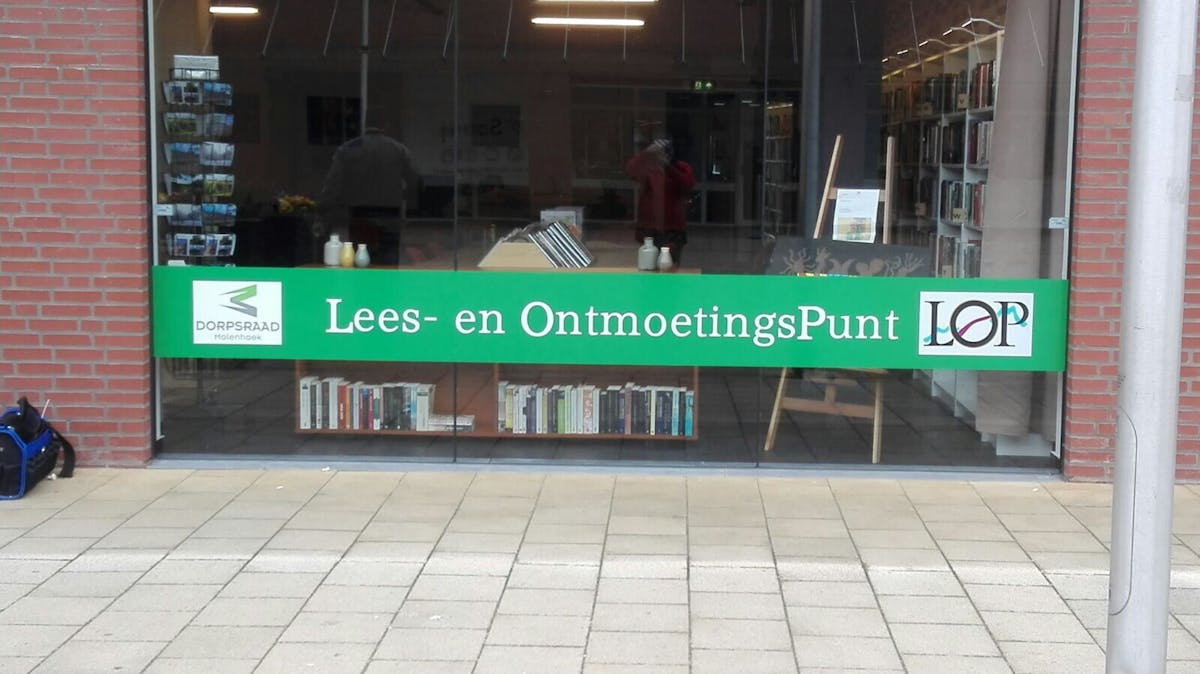 DORPSRAAD
Molenhoek
Lees- en OntmoetingsPunt
LOP